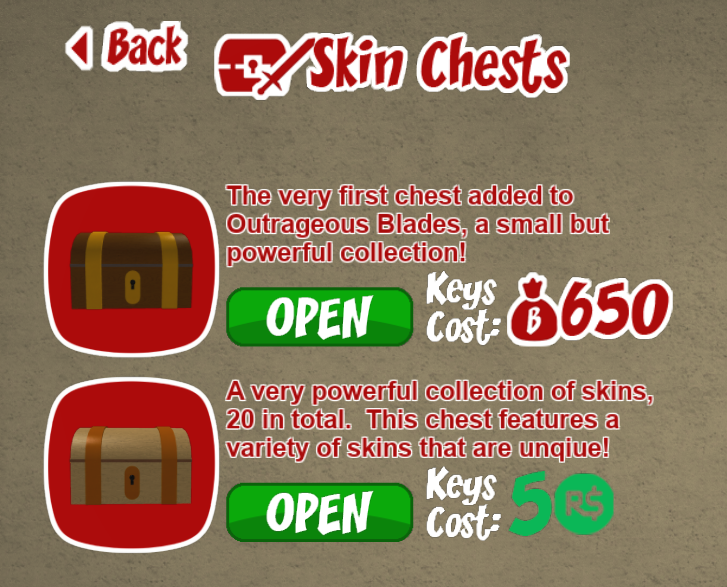 Back
Skin Chests
The very first chest added to
Outrageous Blades, a small but
powerful collection!
OPEN
Keys
Cost:
B 650
A very powerful collection of skins,
20 in total.  This chest features a
variety of skins that are unqiue!
OPEN
Keys
Cost:
5 R$